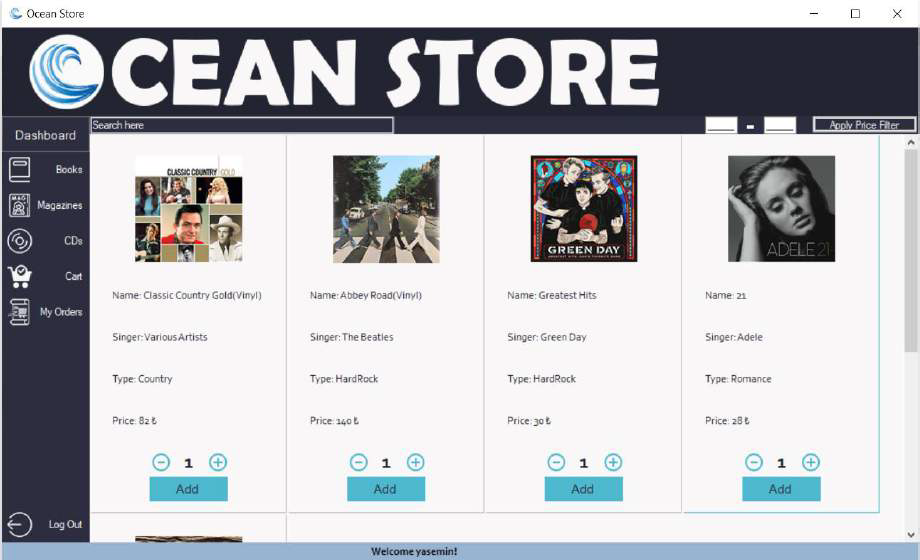 Ocean Store
OCEAN STORE
Dashboard
Search here
-
Apply Price Filter
Books
Magazines
CDs
Cart
My Orders
Log Out
CLASSIC COUNTRY GOLD
Name: Classic Country Gold(Vinyl)
Singer: Various Artists
Type: Country
Price: 82 ₺
1
Add
Name: Abbey Road(Vinyl)
Singer: The Beatles
Type: HardRock
Price: 140 ₺
1
Add
GREEN DAY
Name: Greatest Hits
Singer: Green Day
Type: HardRock
Price: 30 ₺
1
Add
ADELE 21
Name: 21
Singer: Adele
Type: Romance
Price: 28 ₺
1
Add
Welcome yasemin!